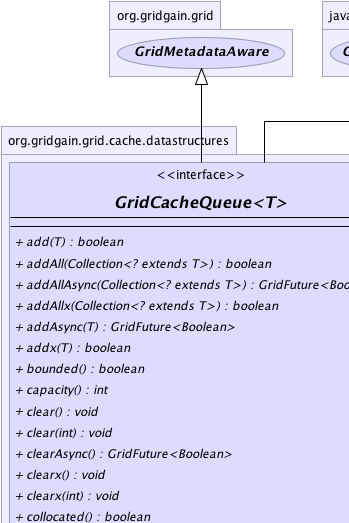 org.gridgain.grid
java
GridMetadataAware
org.gridgain.grid.cache.datastructures
<<interface>>
GridCacheQueue<T>
+ add(T) : boolean
+ addAll(Collection<? extends T>) : boolean
+ addAllAsync(Collection<? extends T>) : GridFuture<Boo
+ addAllx(Collection<? extends T>) : boolean
+ addAsync(T) : GridFuture<Boolean>
+ addx(T) : boolean
+ bounded() : boolean
+ capacity() : int
+ clear() : void
+ clear(int) : void
+ clearAsync() : GridFuture<Boolean>
+ clearx() : void
+ clearx(int) : void
+ collocated() : boolean